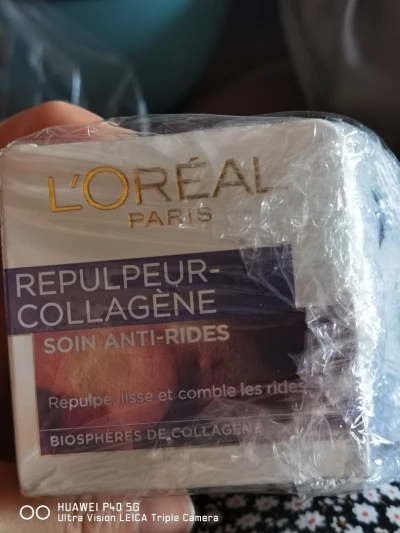 L'ORÉAL
PARIS
REPULPEUR-
COLLAGÈNE
SOIN ANTI-RIDES
Repulpe, lisse et comble les rides
BIOSPHÈRES DE COLLAGÈNE
HUAWEI P40 5G
Ultra Vision LEICA Triple Camera